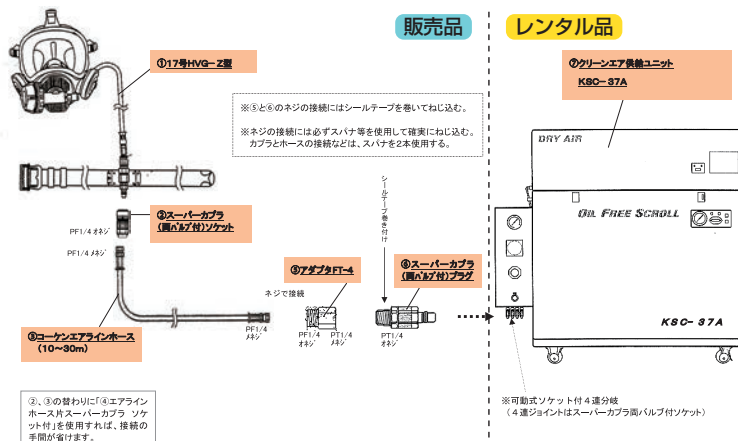 販売品
レンタル品
①17号HVG-Z型
⑦クリーンエア供給ユニット
KSC-37A
※⑤と⑥のネジの接続にはシールテープを巻いてねじ込む。
※ネジの接続には必ずスパナ等を使用して確実にねじ込む。
カプラとホースの接続などは、スパナを2本使用する。
DRY AIR
OIL FREE SCROLL
シールテープ巻き付け
②スーパーカプラ
(両バルブ付)ソケット
PF1/4 オネジ
PF1/4 メネジ
⑤アダプタFT-4
⑥スーパーカプラ
(両バルブ付)プラグ
ネジで接続
PF1/4
メネジ
PF1/4
オネジ
PT1/4
メネジ
PT1/4
オネジ
③コーケンエアラインホース
(10～30m)
KSC-37A
※可動式ソケット付4連分岐
(4連ジョイントはスーパーカプラ両バルブ付ソケット)
②、③の替わりに「④エアライン
ホース片スーパーカプラ ソケ
ット付」を使用すれば、接続の
手間が省けます。